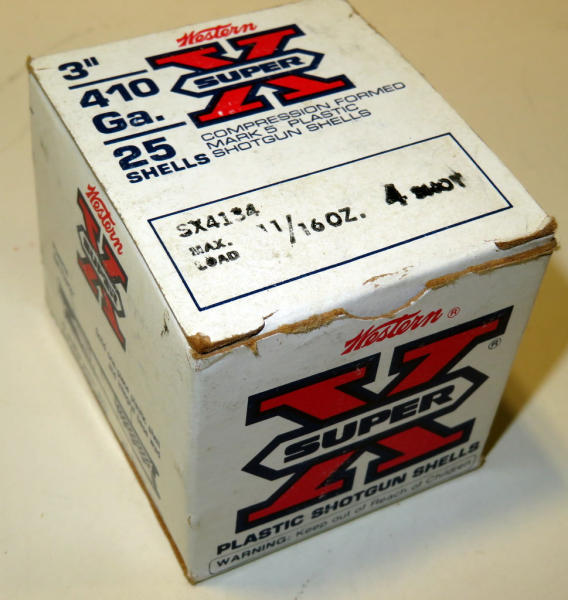 Western
SUPER X
3"
410
Ga.
25
SHELLS
COMPRESSION FORMED
MARK 5 PLASTIC
SHOTGUN SHELLS
SX4134
MAX.
LOAD
11/16 OZ.
4 SHOT
Western
Western ®
SUPER X ®
PLASTIC SHOTGUN SHELLS
WARNING: Keep out of Reach of Children